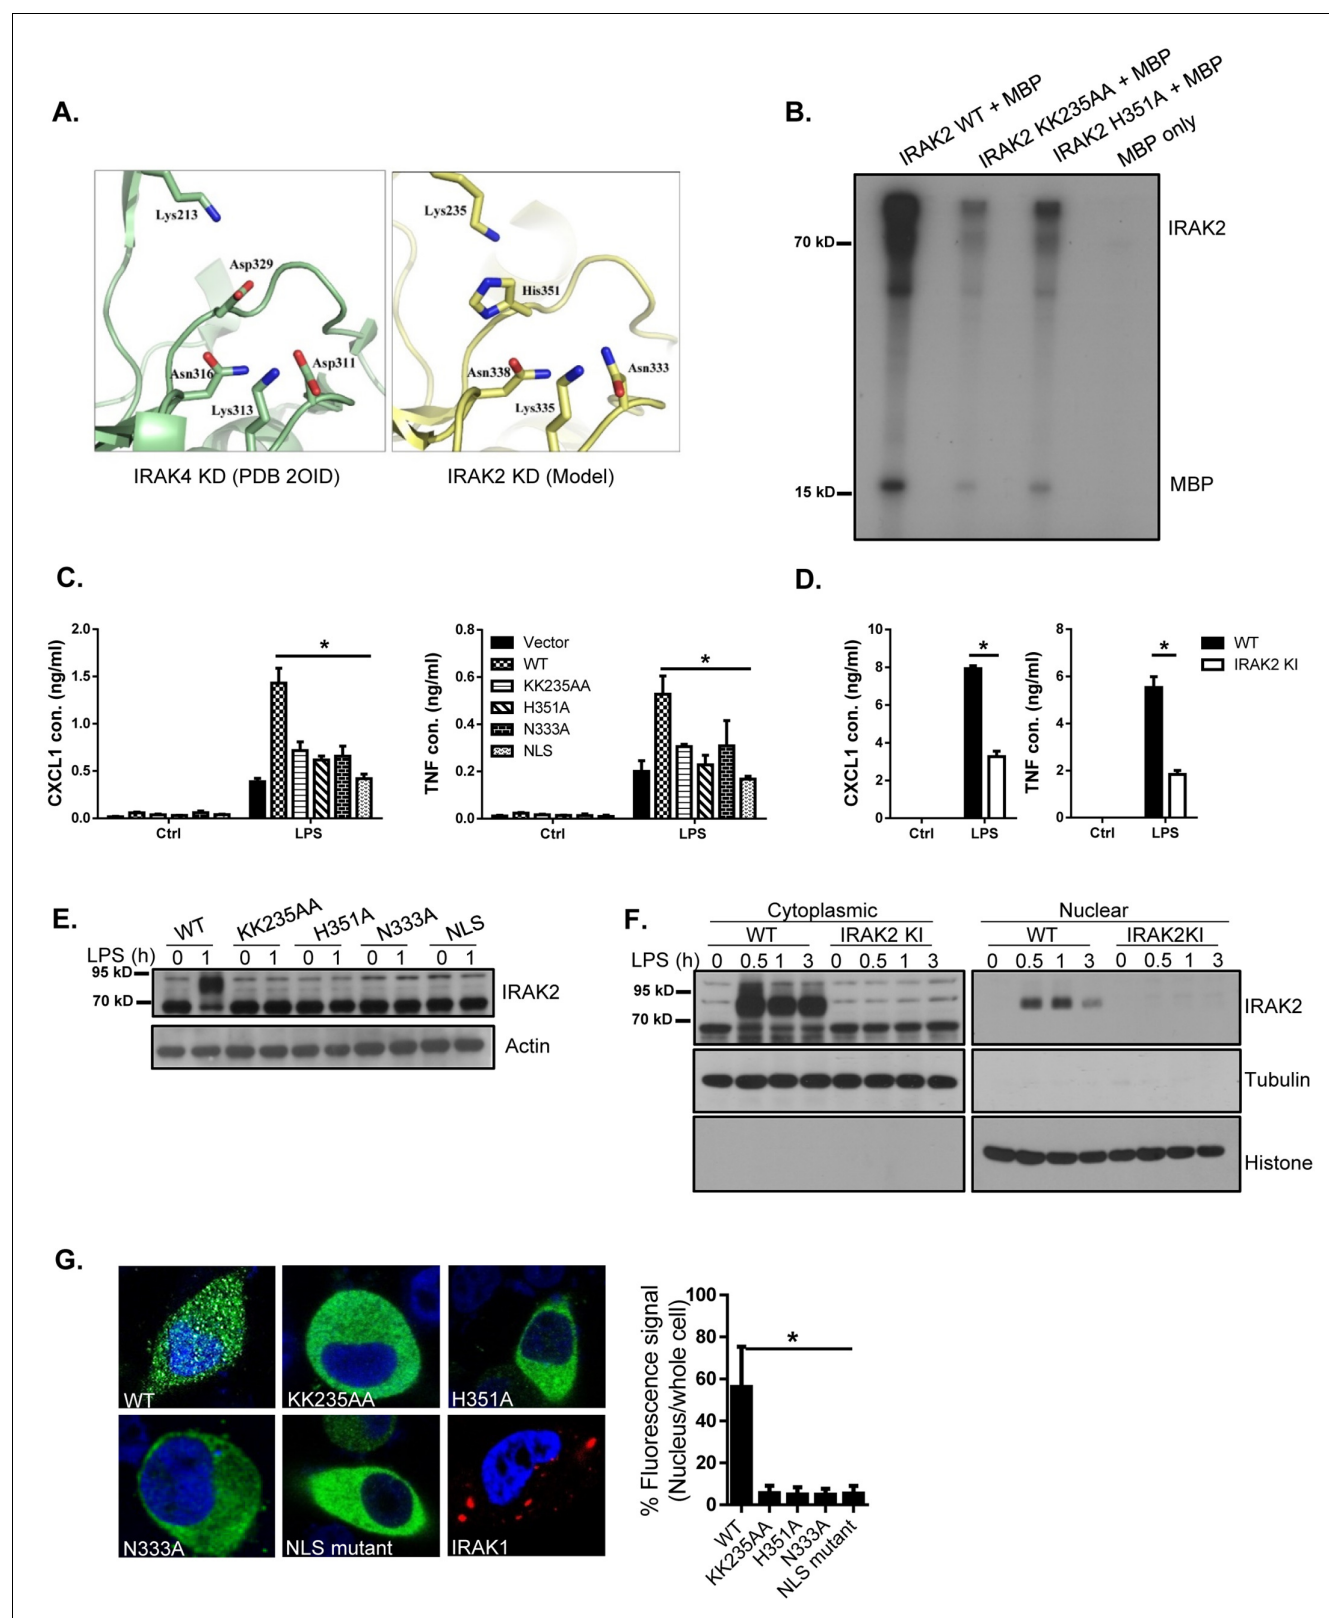 A.
Lys213
Asp329
Asn316
Asp311
Lys313
IRAK4 KD (PDB 2OID)
Lys235
His351
Asn338
Asn333
Lys335
IRAK2 KD (Model)
B.
IRAK2 WT + MBP
IRAK2 KK235AA + MBP
IRAK2 H351A + MBP
MBP only
70 kD
15 kD
IRAK2
MBP
C.
CXCL1 con. (ng/ml)
2.0
1.5
1.0
0.5
0.0
*
Ctrl
LPS
TNF con. (ng/ml)
0.8
0.6
0.4
0.2
0.0
Vector
WT
KK235AA
H351A
N333A
NLS
*
Ctrl
LPS
D.
CXCL1 con. (ng/ml)
10
8
6
4
2
0
*
Ctrl
LPS
TNF con. (ng/ml)
8
6
4
2
0
*
Ctrl
LPS
WT
IRAK2 KI
E.
WT KK235AA H351A N333A NLS
LPS (h) 0 1 0 1 0 1 0 1 0 1
95 kD
70 kD
IRAK2
Actin
F.
Cytoplasmic Nuclear
WT IRAK2 KI WT IRAK2KI
LPS (h) 0 0.5 1 3 0 0.5 1 3 0 0.5 1 3 0 0.5 1 3
95 kD
70 kD
IRAK2
Tubulin
Histone
G.
WT
KK235AA
H351A
N333A
NLS mutant
IRAK1
% Fluorescence signal
(Nucleus/whole cell)
100
80
60
40
20
0
*
WT
KK235AA
H351A
N333A
NLS mutant